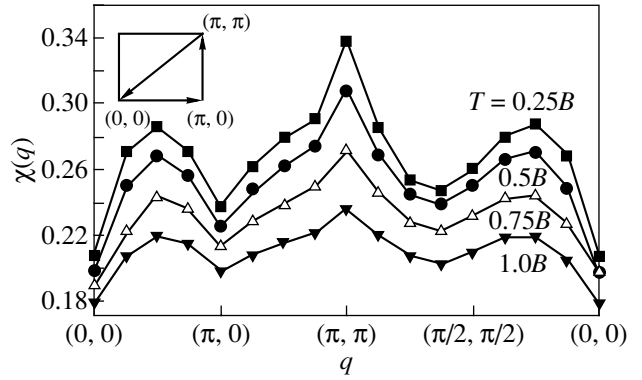 0.34
0.30
0.26
0.22
0.18
χ(q)
(π, π)
(0, 0)
(π, 0)
T = 0.25B
0.5B
0.75B
1.0B
(0, 0)
(π, 0)
(π, π)
(π/2, π/2)
(0, 0)
q